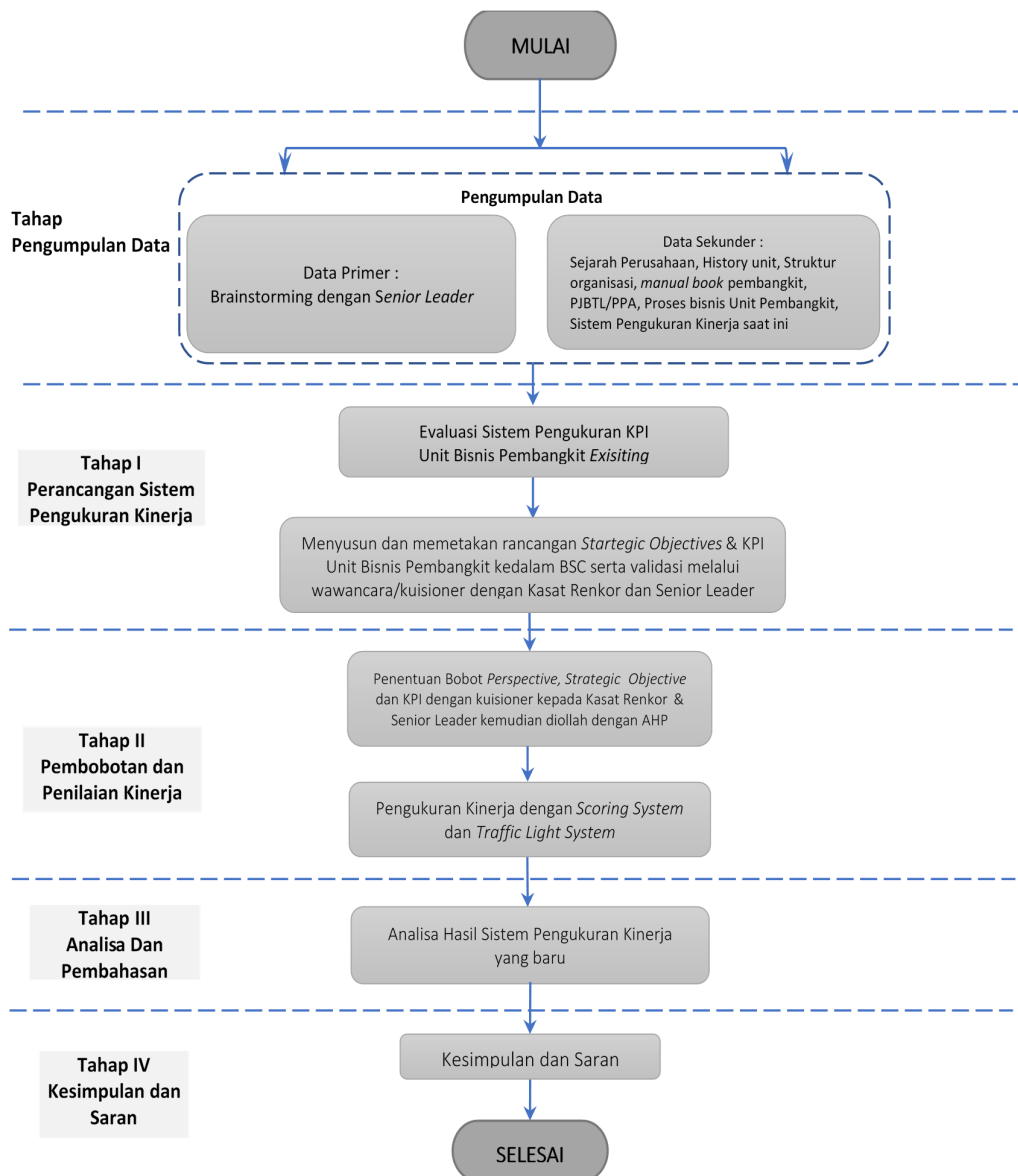 MULAI
Tahap
Pengumpulan Data
Pengumpulan Data
Data Primer :
Brainstorming dengan Senior Leader
Data Sekunder :
Sejarah Perusahaan, History unit, Struktur
organisasi, manual book pembangkit,
PJBTL/PPA, Proses bisnis Unit Pembangkit,
Sistem Pengukuran Kinerja saat ini
Tahap I
Perancangan Sistem
Pengukuran Kinerja
Evaluasi Sistem Pengukuran KPI
Unit Bisnis Pembangkit Exisiting
Menyusun dan memetakan rancangan Startegic Objectives & KPI
Unit Bisnis Pembangkit kedalam BSC serta validasi melalui
wawancara/kuisioner dengan Kasat Renkor dan Senior Leader
Tahap II
Pembobotan dan
Penilaian Kinerja
Penentuan Bobot Perspective, Strategic Objective
dan KPI dengan kuisioner kepada Kasat Renkor &
Senior Leader kemudian diollah dengan AHP
Pengukuran Kinerja dengan Scoring System
dan Traffic Light System
Tahap III
Analisa Dan
Pembahasan
Analisa Hasil Sistem Pengukuran Kinerja
yang baru
Tahap IV
Kesimpulan dan
Saran
Kesimpulan dan Saran
SELESAI